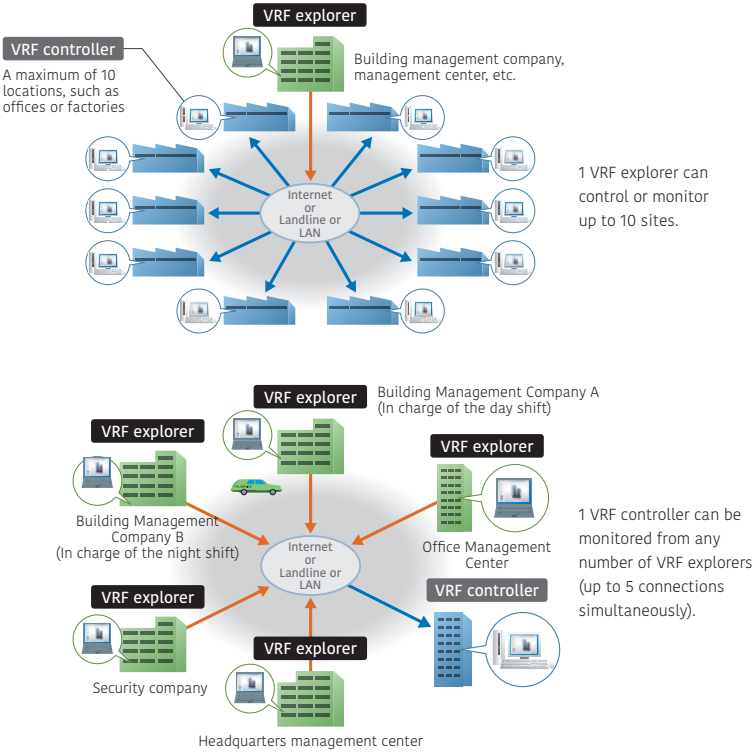 VRF explorer
VRF controller
A maximum of 10
locations, such as
offices or factories
Building management company,
management center, etc.
Internet
or
Landline or
LAN
1 VRF explorer can
control or monitor
up to 10 sites.
VRF explorer
Building Management Company A
(In charge of the day shift)
VRF explorer
Building Management
Company B
(In charge of the night shift)
VRF explorer
Office Management
Center
Internet
or
Landline or
LAN
1 VRF controller can be
monitored from any
number of VRF explorers
(up to 5 connections
simultaneously).
VRF explorer
Security company
VRF controller
VRF explorer
Headquarters management center